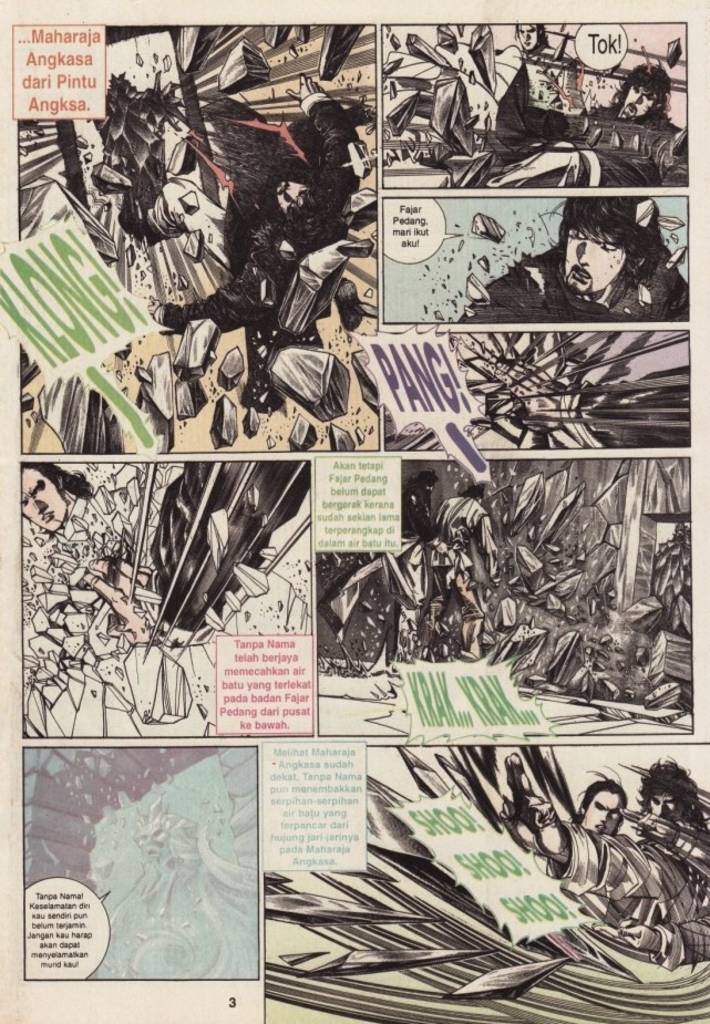 ...Maharaja
Angkasa
dari Pintu
Angksa.
Tok!
KLONG!
Fajar
Pedang,
mari ikut
aku!
PANG!
Tanpa Nama
telah berjaya
memecahkan air
batu yang terlekat
pada badan Fajar
Pedang dari pusat
ke bawah.
Akan tetapi
Fajar Pedang
belum dapat
bergerak kerana
sudah sekian lama
terperangkap di
dalam air batu itu.
KRAK... KRAK...
Tanpa Nama!
Keselamatan diri
kau sendiri pun
belum terjamin.
Jangan kau harap
akan dapat
menyelamatkan
murid kau!
Melihat Maharaja
Angkasa sudah
dekat, Tanpa Nama
pun menembakkan
serpihan-serpihan
air batu yang
terpancar dari
hujung jari-jarinya
pada Maharaja
Angkasa.
SHOO!
SHOO!
SHOO!
3